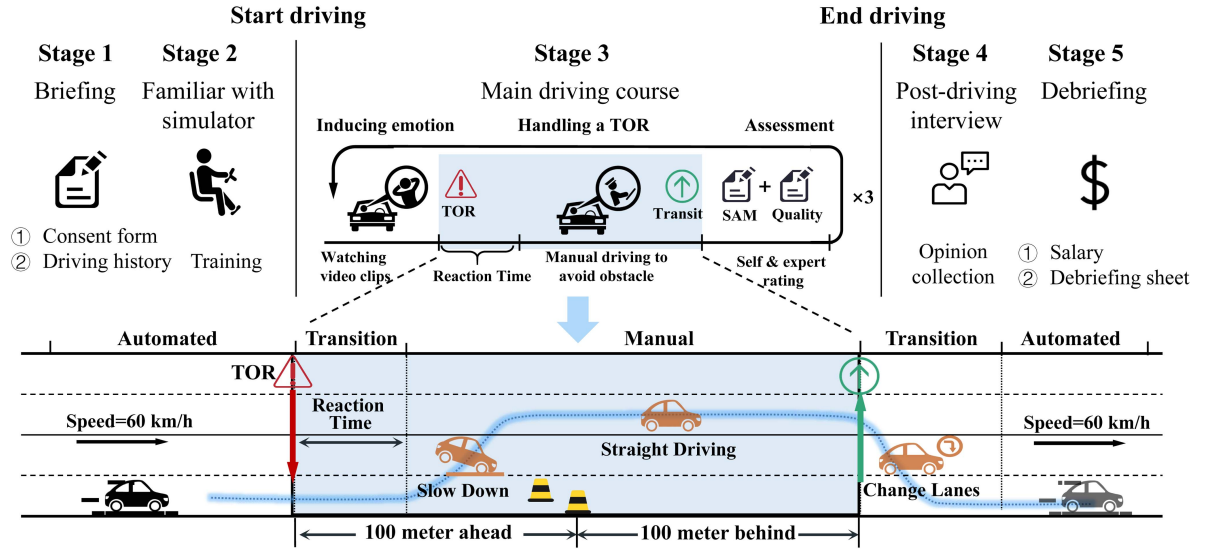 Start driving
End driving
Stage 1
Stage 2
Stage 3
Stage 4
Stage 5
Briefing
Familiar with
simulator
Main driving course
Post-driving
interview
Debriefing
Inducing emotion
Handling a TOR
Assessment
TOR
Transit
SAM
+
Quality
×3
$
① Consent form
② Driving history
Training
Watching
video clips
Reaction Time
Manual driving to
avoid obstacle
Self & expert
rating
Opinion
collection
① Salary
② Debriefing sheet
Automated
Transition
Manual
Transition
Automated
TOR
Speed=60 km/h
Reaction
Time
Slow Down
Straight Driving
Change Lanes
Speed=60 km/h
100 meter ahead
100 meter behind